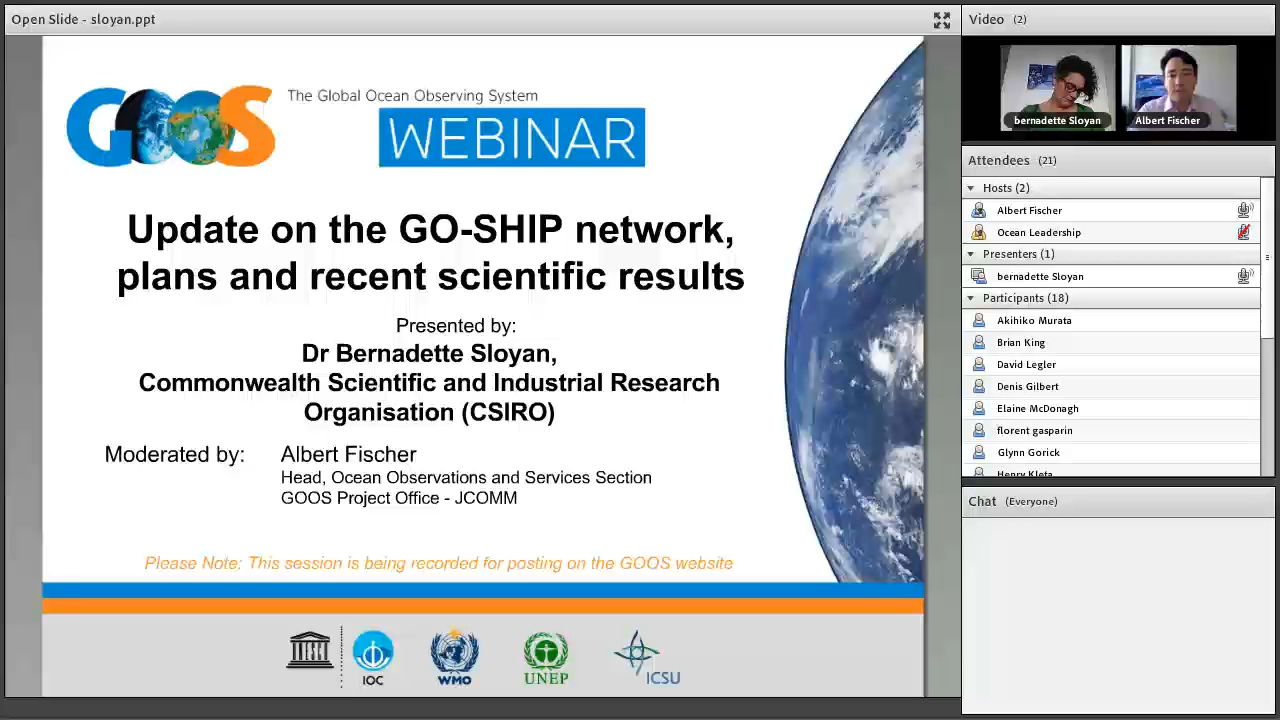 Open Slide - sloyan.ppt
GOOS
The Global Ocean Observing System
WEBINAR
Update on the GO-SHIP network,
plans and recent scientific results
Presented by:
Dr Bernadette Sloyan,
Commonwealth Scientific and Industrial Research
Organisation (CSIRO)
Moderated by: Albert Fischer
Head, Ocean Observations and Services Section
GOOS Project Office - JCOMM
Please Note: This session is being recorded for posting on the GOOS website
IOC
WMO
UNEP
ICSU
Video (2)
bernadette Sloyan
Albert Fischer
Attendees (21)
Hosts (2)
Albert Fischer
Ocean Leadership
Presenters (1)
bernadette Sloyan
Participants (18)
Akihiko Murata
Brian King
David Legler
Denis Gilbert
Elaine McDonagh
florent gasparin
Glynn Gorick
Henry Kleta
Chat (Everyone)